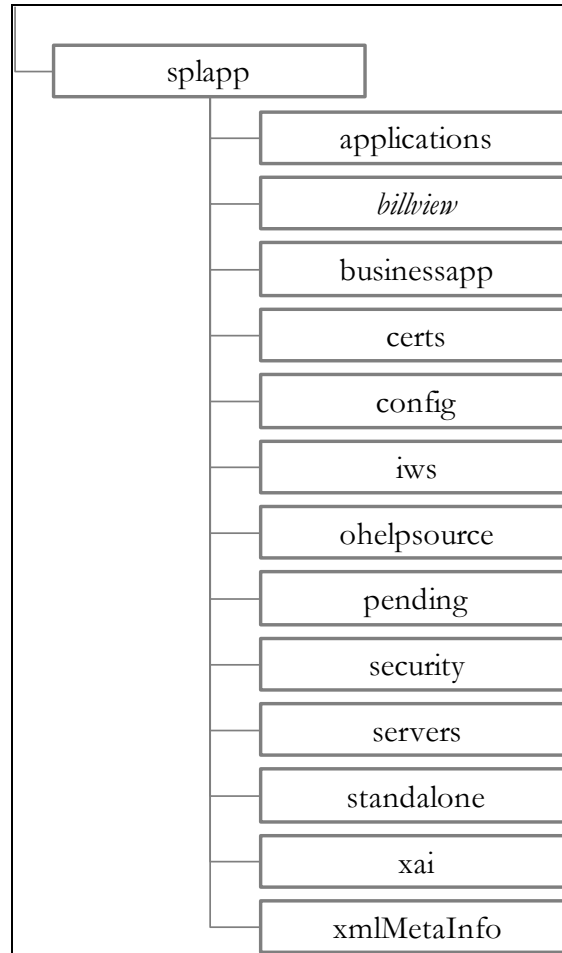 splapp
applications
billview
businessapp
certs
config
iws
ohelpsource
pending
security
servers
standalone
xai
xmlMetaInfo